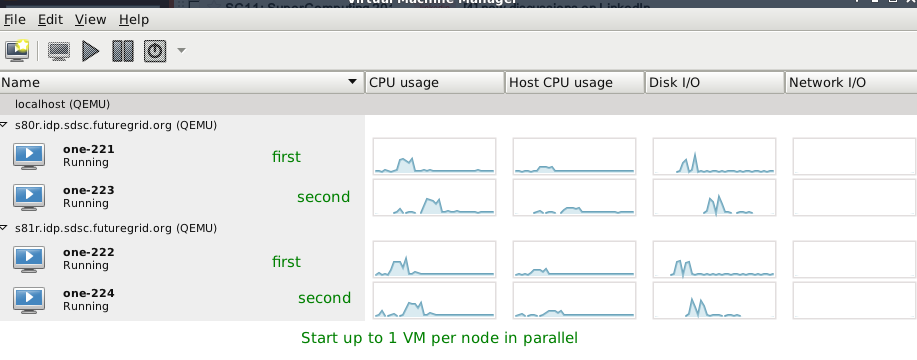 Virtual Machine Manager
File Edit View Help
Name CPU usage Host CPU usage Disk I/O Network I/O
localhost (QEMU)
s80r.idp.sdsc.futuregrid.org (QEMU)
one-221
Running
first
one-223
Running
second
s81r.idp.sdsc.futuregrid.org (QEMU)
one-222
Running
first
one-224
Running
second
Start up to 1 VM per node in parallel